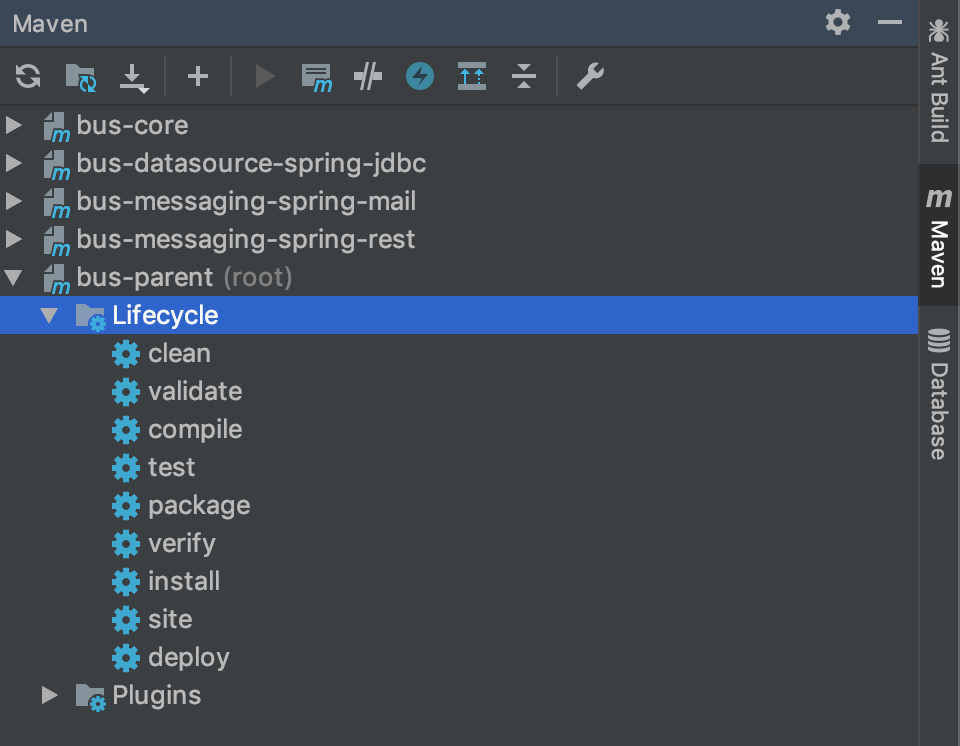 Maven
bus-core
bus-datasource-spring-jdbc
bus-messaging-spring-mail
bus-messaging-spring-rest
bus-parent (root)
Lifecycle
clean
validate
compile
test
package
verify
install
site
deploy
Plugins
Ant Build
m
Maven
Database